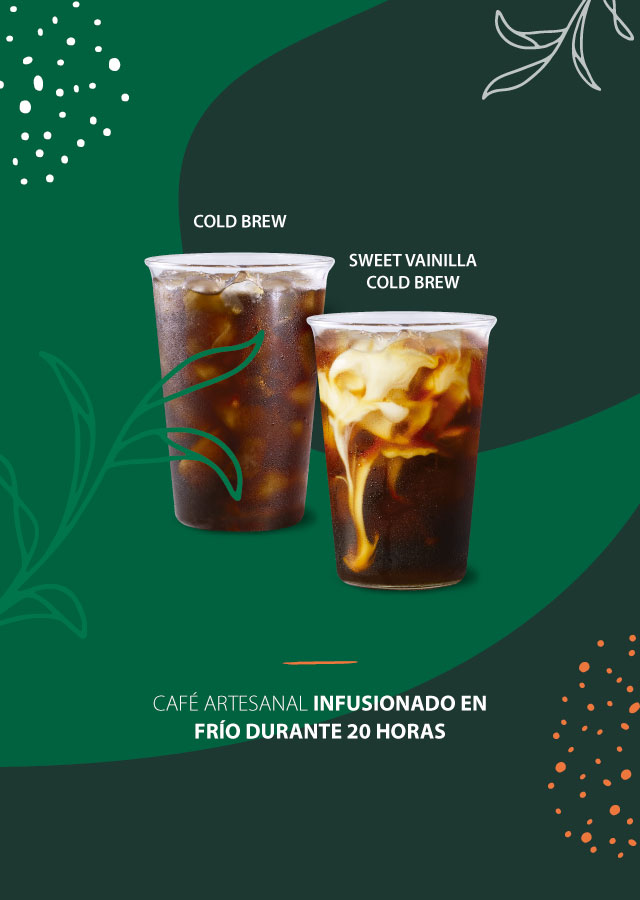 COLD BREW
SWEET VAINILLA
COLD BREW
CAFÉ ARTESANAL INFUSIONADO EN
FRÍO DURANTE 20 HORAS